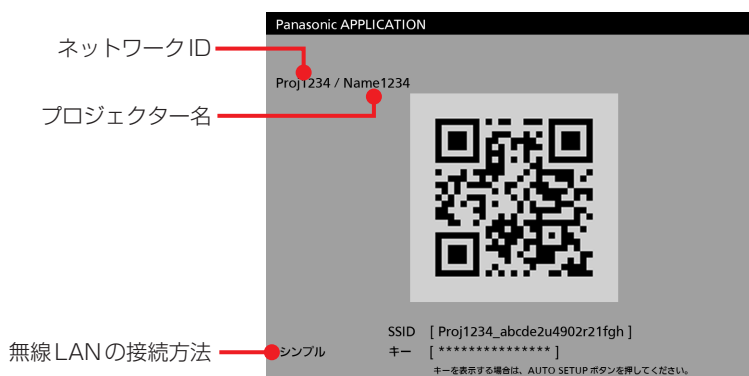 Panasonic APPLICATION
ネットワークID
Proj1234 / Name1234
プロジェクター名
SSID [ Proj1234_abcde2u4902r21fgh ]
無線LANの接続方法
シンプル キー [ *************** ]
キーを表示する場合は、AUTO SETUP ボタンを押してください。